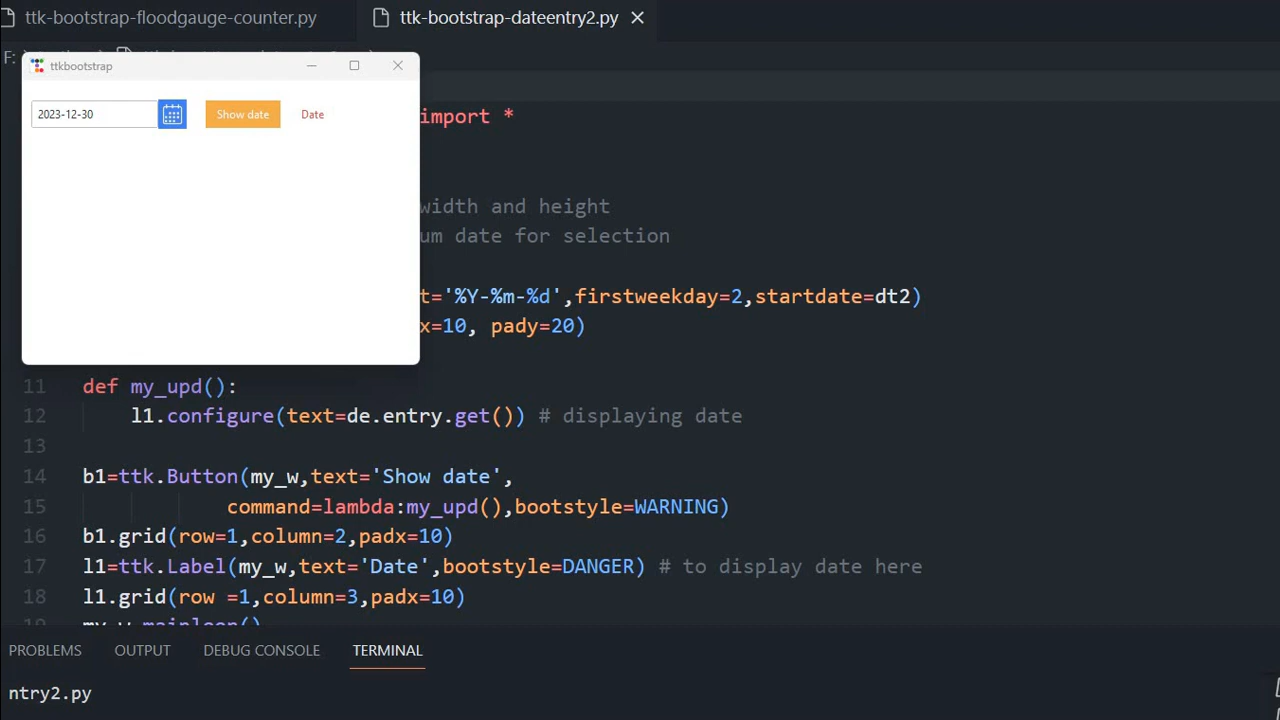 ttk-bootstrap-floodgauge-counter.py
ttk-bootstrap-dateentry2.py
F:
ttkbootstrap
2023-12-30
Show date
Date
import *
width and height
um date for selection
t='%Y-%m-%d',firstweekday=2,startdate=dt2)
x=10, pady=20)
11 def my_upd():
12 l1.configure(text=de.entry.get()) # displaying date
13
14 b1=ttk.Button(my_w,text='Show date',
15 command=lambda:my_upd(),bootstyle=WARNING)
16 b1.grid(row=1,column=2,padx=10)
17 l1=ttk.Label(my_w,text='Date',bootstyle=DANGER) # to display date here
18 l1.grid(row =1,column=3,padx=10)
19 my_w.mainloop()
PROBLEMS OUTPUT DEBUG CONSOLE TERMINAL
ntry2.py